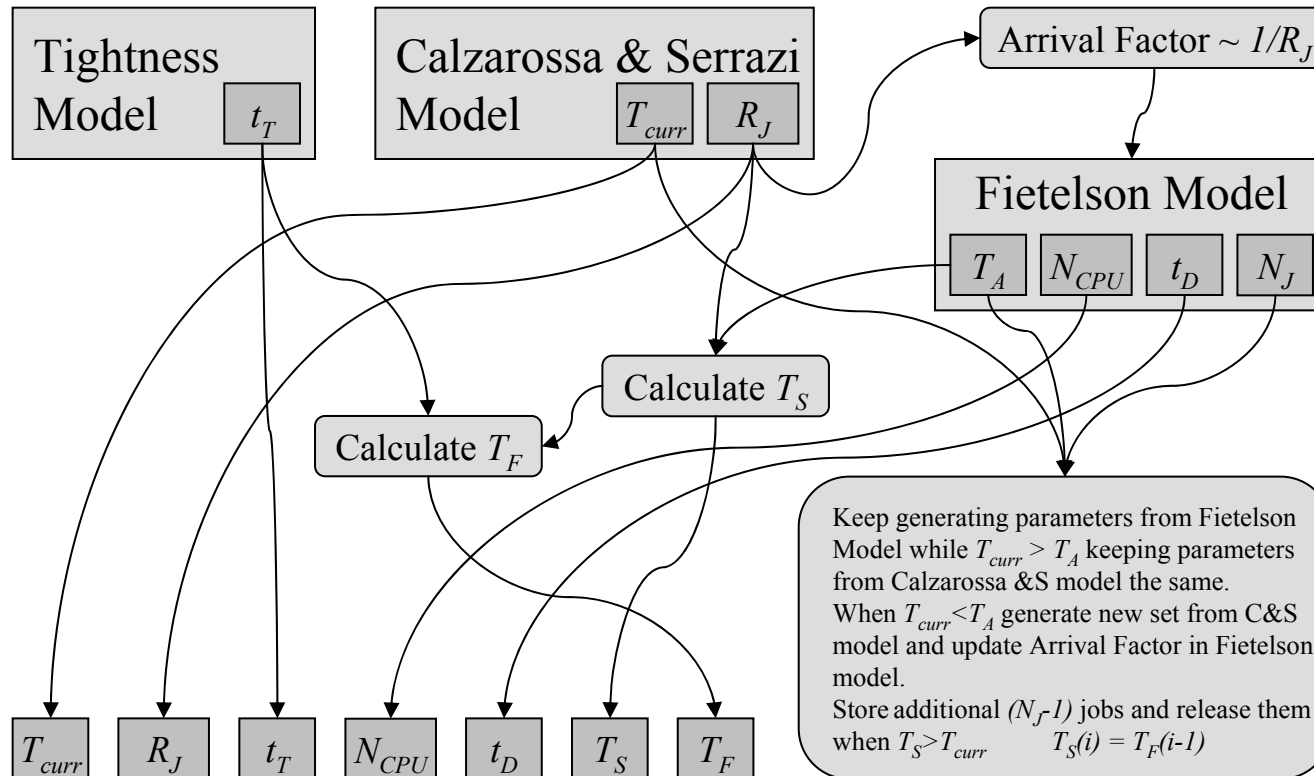 Tightness
Model
t_T
Calzarossa & Serrazi
Model
T_curr
R_J
Arrival Factor ~ 1/R_J
Fietelson Model
T_A
N_CPU
t_D
N_J
Calculate T_S
Calculate T_F
Keep generating parameters from Fietelson
Model while T_curr > T_A keeping parameters
from Calzarossa &S model the same.
When T_curr<T_A generate new set from C&S
model and update Arrival Factor in Fietelson
model.
Store additional (N_J-1) jobs and release them
when T_S>T_curr T_S(i) = T_F(i-1)
T_curr
R_J
t_T
N_CPU
t_D
T_S
T_F